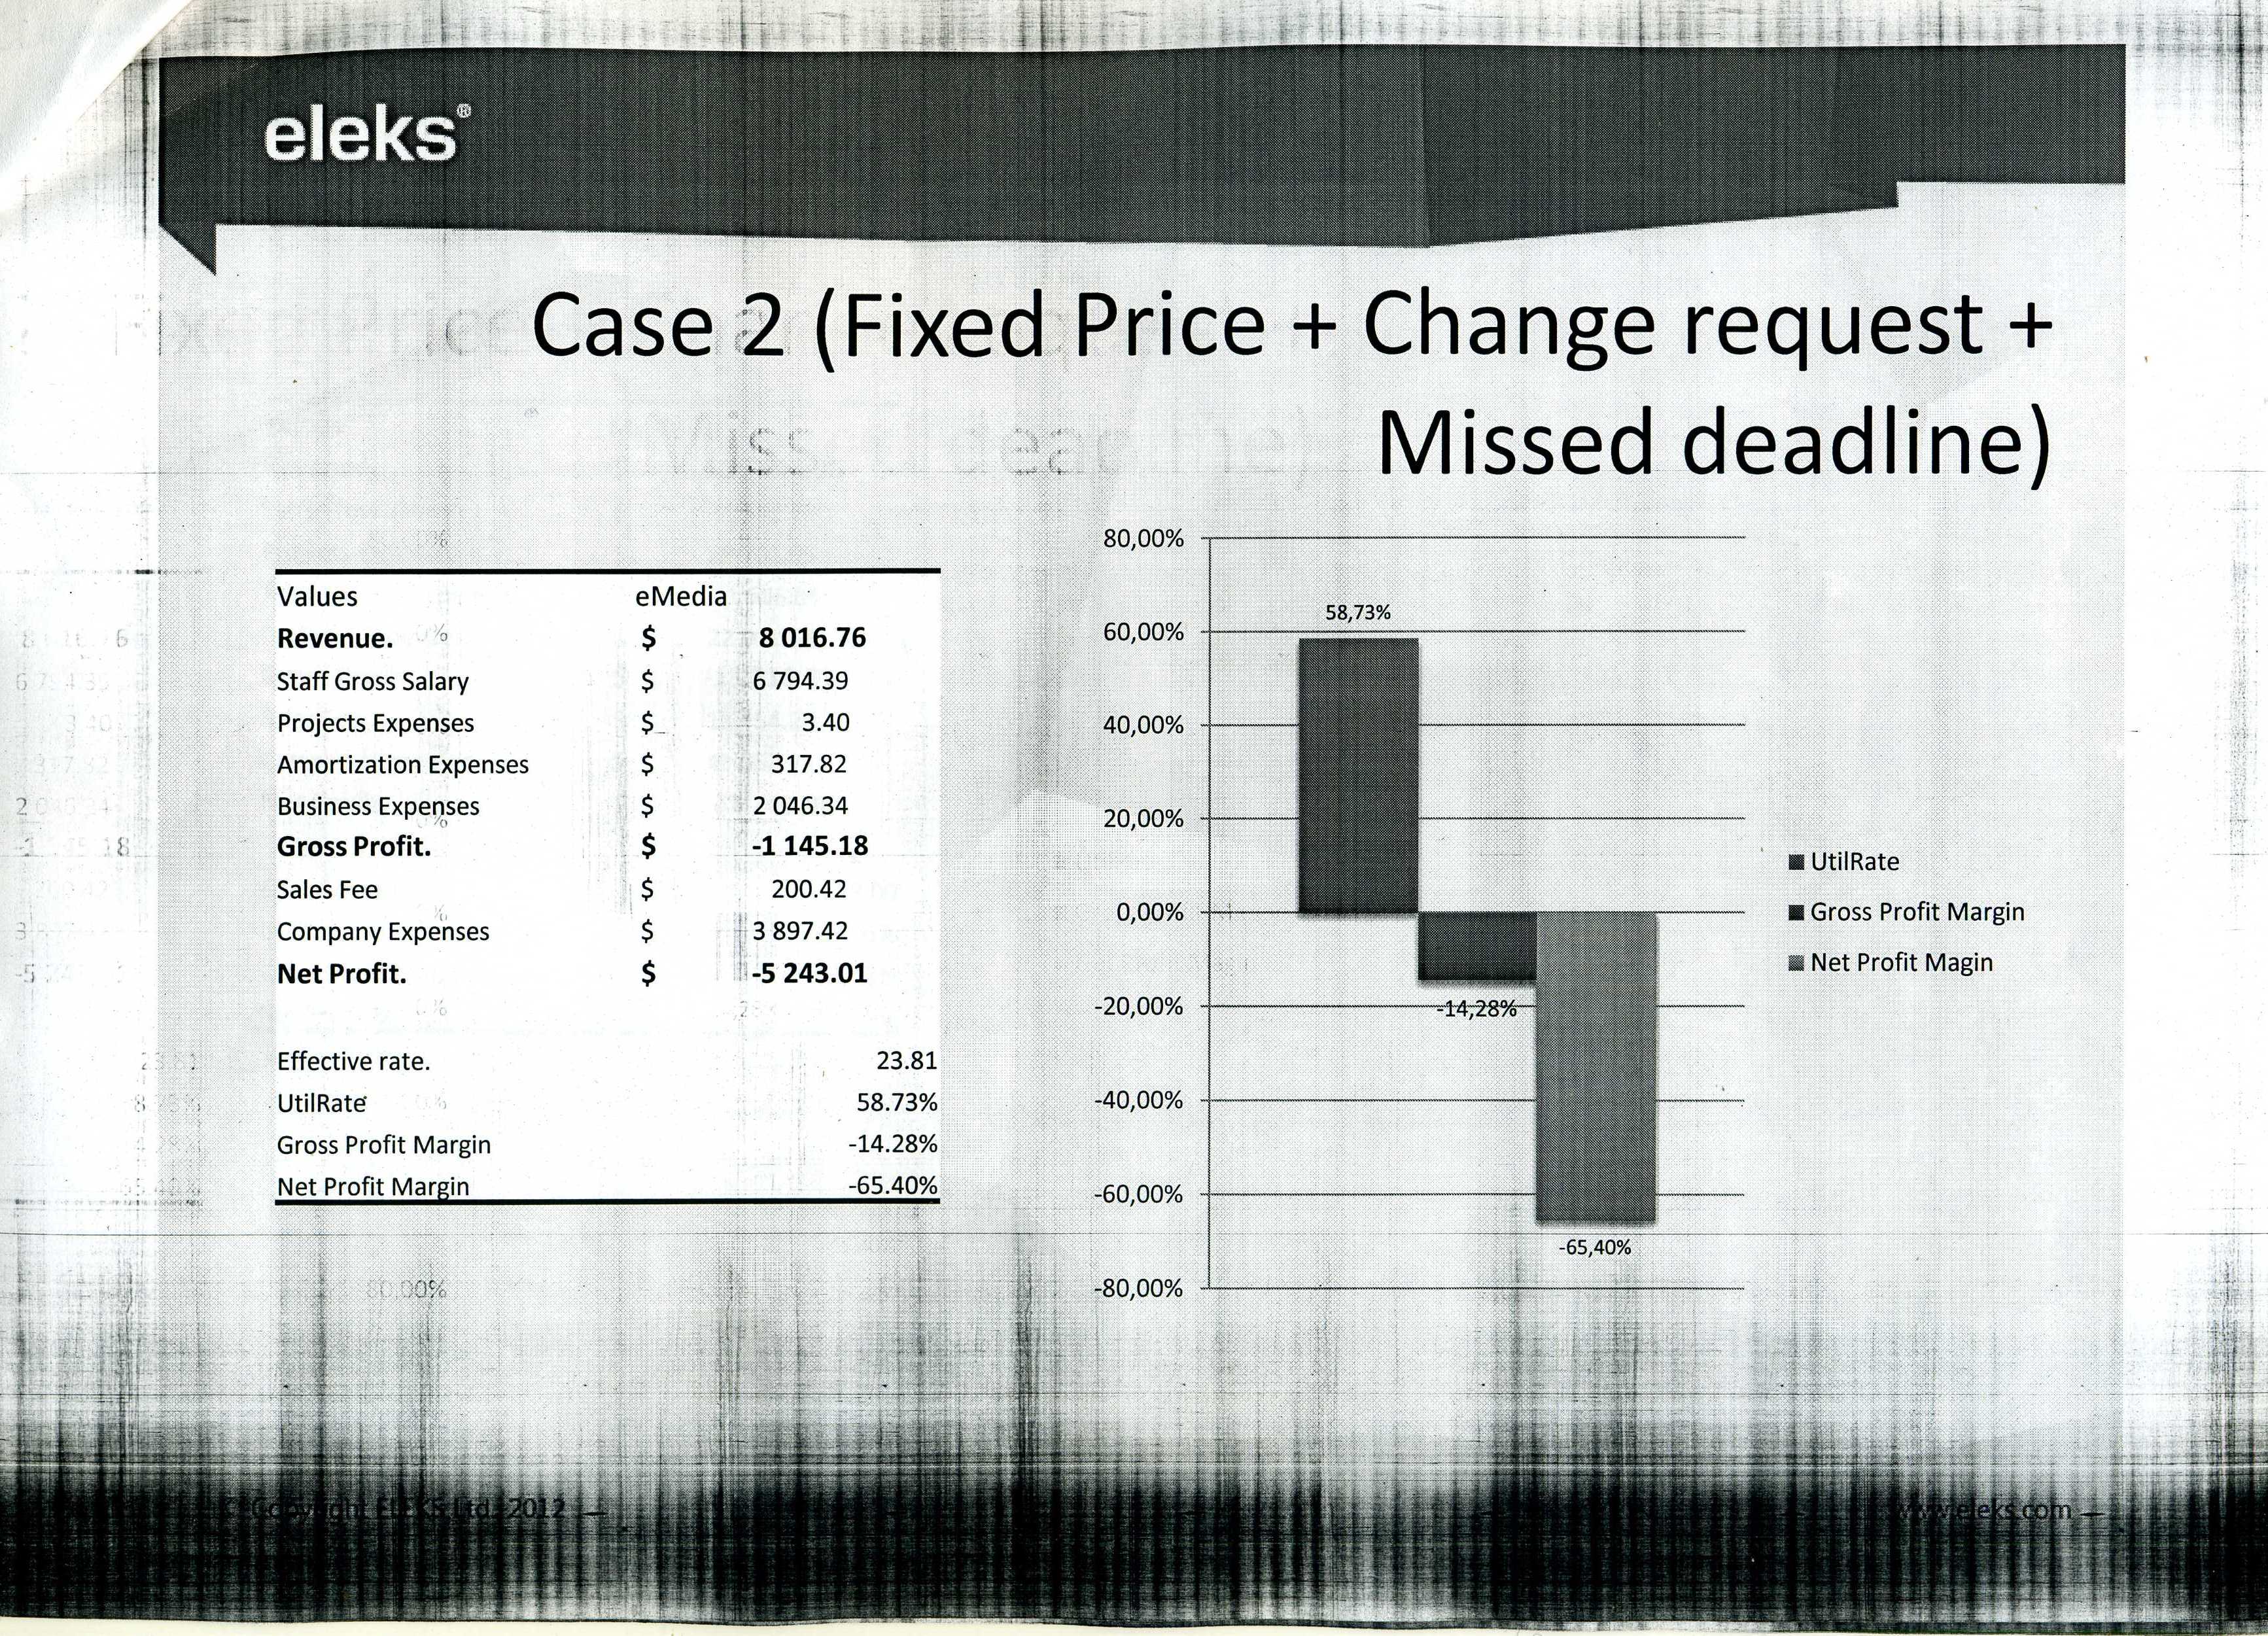 eleks®
Case 2 (Fixed Price + Change request +
Missed deadline)
Values eMedia
Revenue. $ 8 016.76
Staff Gross Salary $ 6 794.39
Projects Expenses $ 3.40
Amortization Expenses $ 317.82
Business Expenses $ 2 046.34
Gross Profit. $ -1 145.18
Sales Fee $ 200.42
Company Expenses $ 3 897.42
Net Profit. $ -5 243.01
Effective rate. 23.81
UtilRate 58.73%
Gross Profit Margin -14.28%
Net Profit Margin -65.40%
80,00%
60,00%
40,00%
20,00%
0,00%
-20,00%
-40,00%
-60,00%
-80,00%
58,73%
-14,28%
-65,40%
UtilRate
Gross Profit Margin
Net Profit Magin
© Copyright ELEKS Ltd. 2012
www.eleks.com